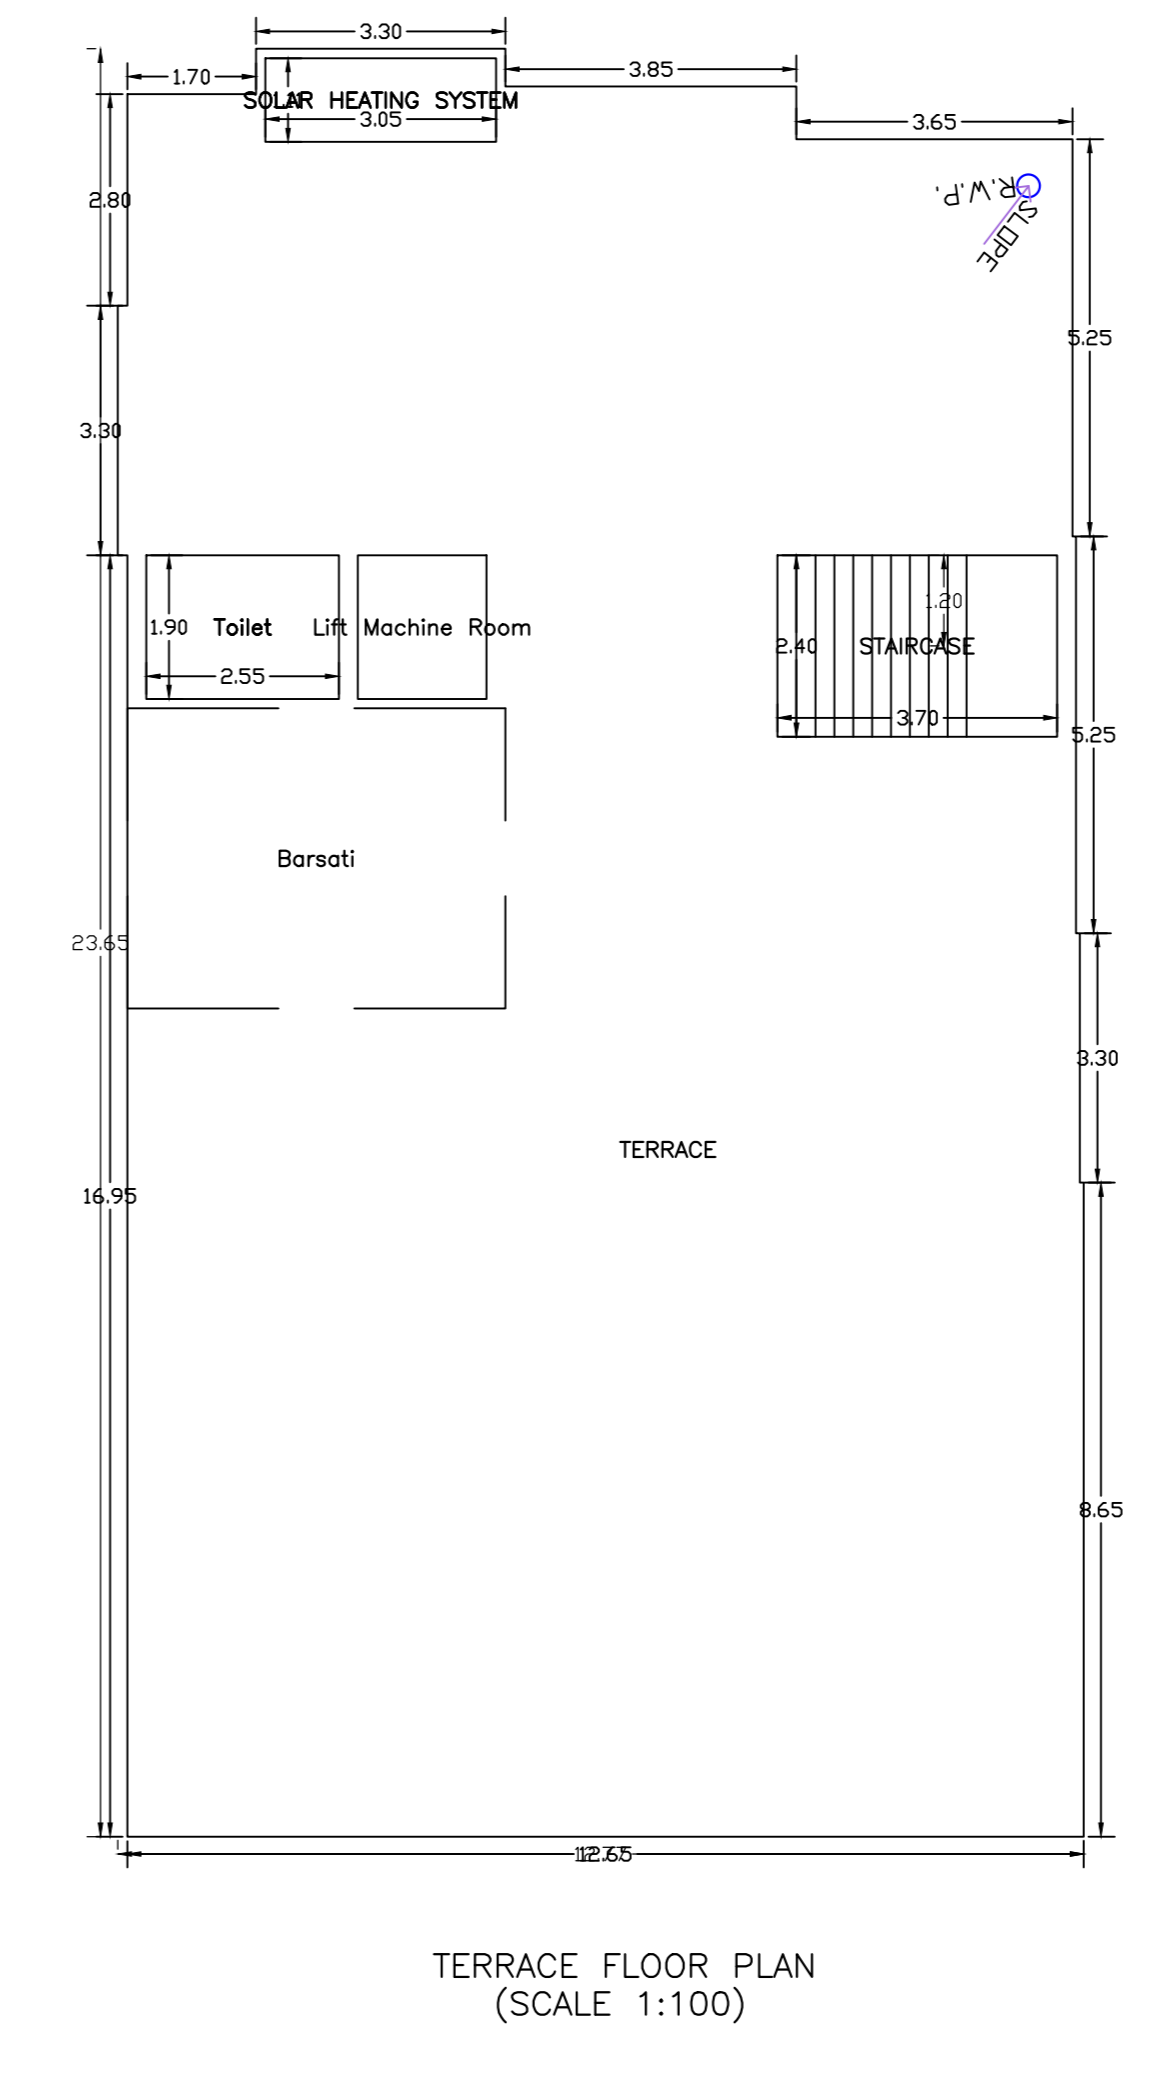 3.30
3.85
1.70
SOLAR HEATING SYSTEM
3.05
3.65
R.W.P.
SLOPE
2.80
5.25
3.30
1.20
1.90 Toilet Lift Machine Room
2.40 STAIRCASE
2.55
3.70
5.25
Barsati
23.65
3.30
TERRACE
16.95
8.65
12.65
TERRACE FLOOR PLAN
(SCALE 1:100)